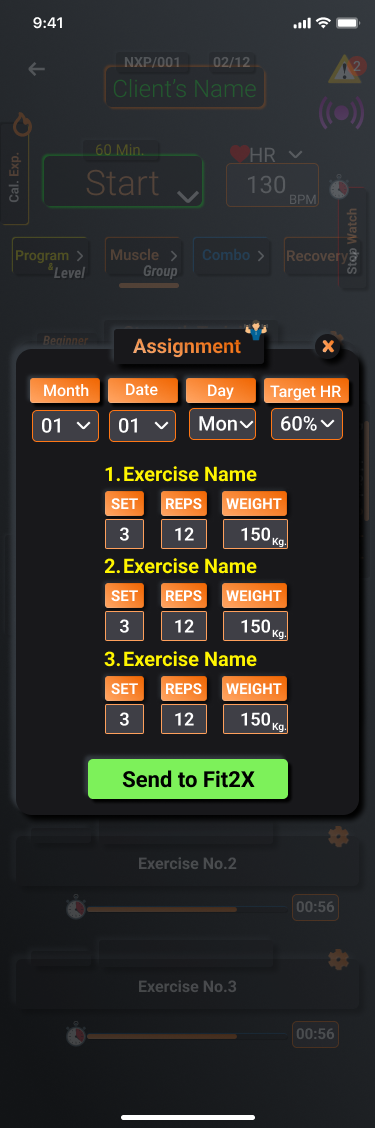 9:41
NXP/001 02/12
2
Client's Name
Cal. Exp.
60 Min.
Start
HR
130
BPM
Stop Watch
Program & Level
Muscle Group
Combo
Recovery
Beginner
Assignment
x
Month Date Day Target HR
01 01 Mon 60%
1.Exercise Name
SET REPS WEIGHT
3 12 150 Kg.
2.Exercise Name
SET REPS WEIGHT
3 12 150 Kg.
3.Exercise Name
SET REPS WEIGHT
3 12 150 Kg.
Send to Fit2X
Exercise No.2
00:56
Exercise No.3
00:56